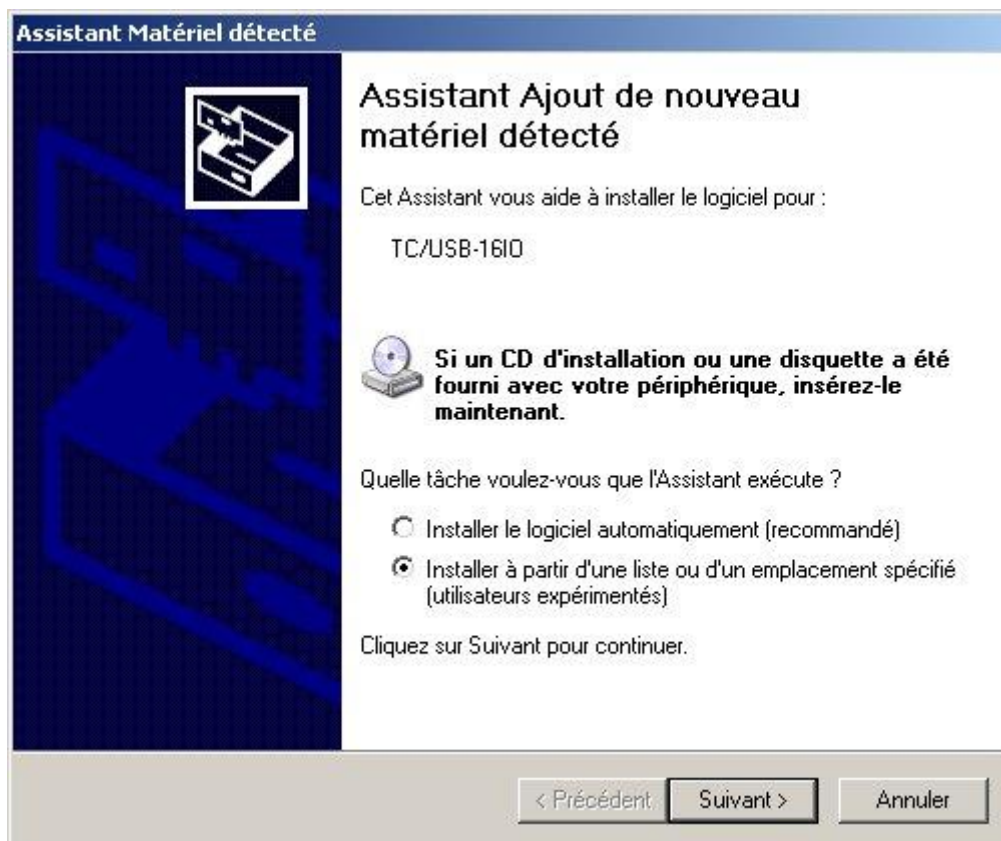 Assistant Matériel détecté
Assistant Ajout de nouveau
matériel détecté
Cet Assistant vous aide à installer le logiciel pour :
TC/USB-16IO
Si un CD d'installation ou une disquette a été
fourni avec votre périphérique, insérez-le
maintenant.
Quelle tâche voulez-vous que l'Assistant exécute ?
Installer le logiciel automatiquement (recommandé)
Installer à partir d'une liste ou d'un emplacement spécifié
(utilisateurs expérimentés)
Cliquez sur Suivant pour continuer.
< Précédent
Suivant >
Annuler